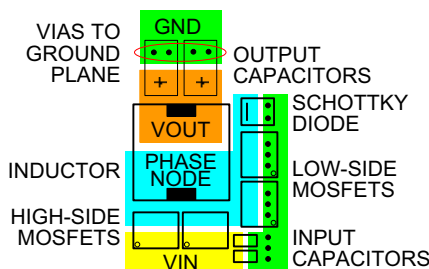 VIAS TO
GROUND
PLANE
GND
OUTPUT
CAPACITORS
+ +
VOUT
SCHOTTKY
DIODE
INDUCTOR
PHASE
NODE
LOW-SIDE
MOSFETS
HIGH-SIDE
MOSFETS
VIN
INPUT
CAPACITORS